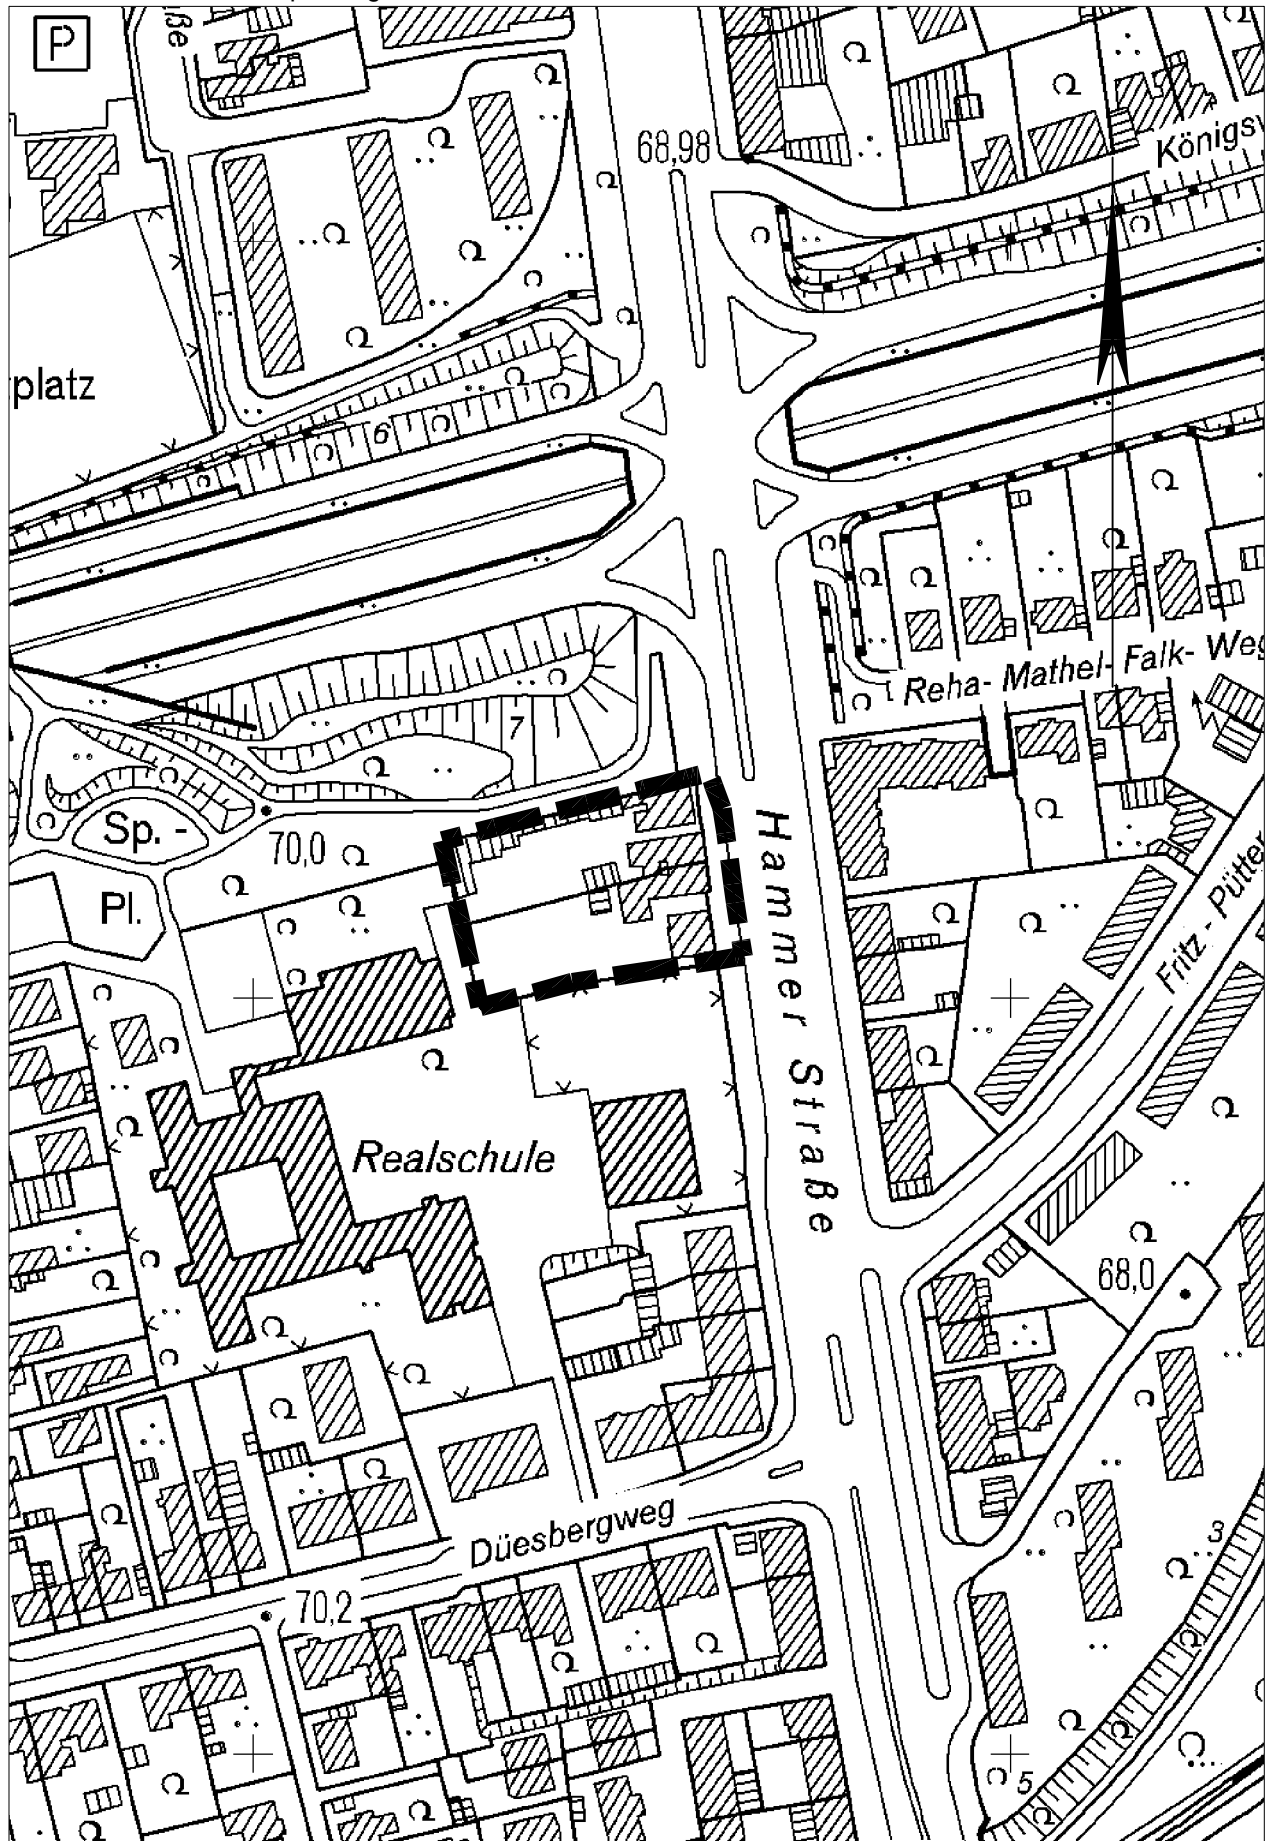 P
ße
68,98
Königsw
platz
6
Reha- Mathel- Falk- Weg
7
Sp. -
70,0
Pl.
Hammer Straße
Fritz - Pütter
Realschule
68,0
Düesbergweg
3
70,2
5